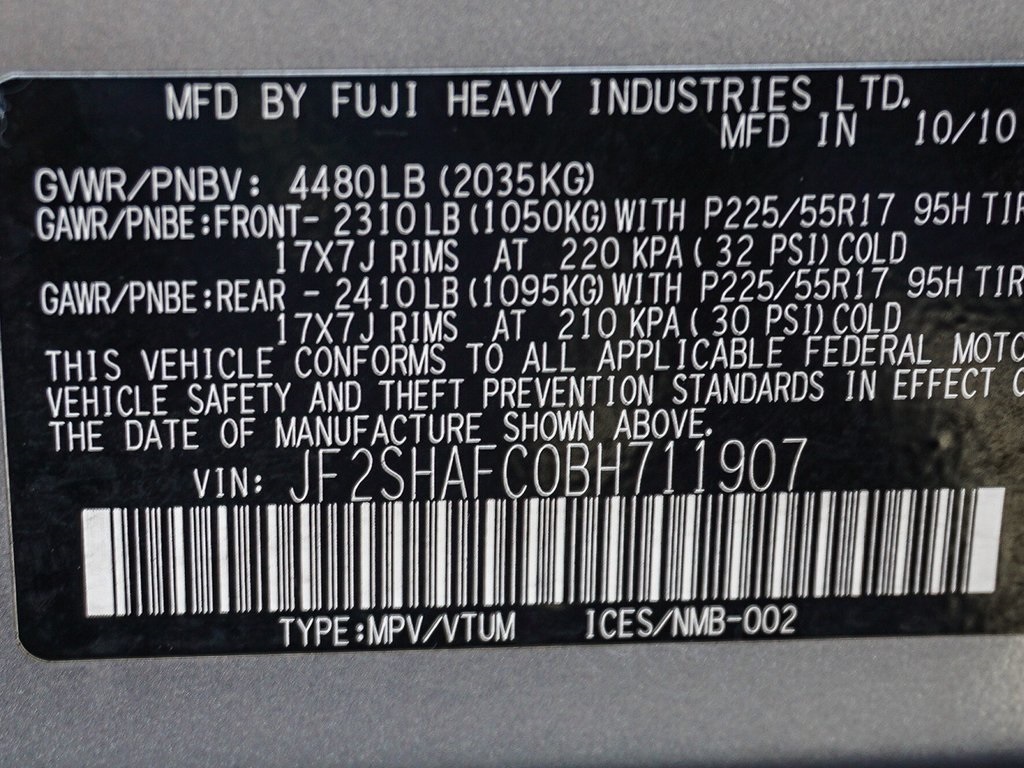 MFD BY FUJI HEAVY INDUSTRIES LTD.
MFD IN 10/10
GVWR/PNBV: 4480LB (2035KG)
GAWR/PNBE:FRONT- 2310LB (1050KG) WITH P225/55R17 95H TIR
17X7J RIMS AT 220 KPA ( 32 PSI) COLD
GAWR/PNBE:REAR - 2410LB (1095KG) WITH P225/55R17 95H TIR
17X7J RIMS AT 210 KPA ( 30 PSI) COLD
THIS VEHICLE CONFORMS TO ALL APPLICABLE FEDERAL MOTO
VEHICLE SAFETY AND THEFT PREVENTION STANDARDS IN EFFECT
THE DATE OF MANUFACTURE SHOWN ABOVE.
VIN: JF2SHAFC0BH711907
TYPE:MPV/VTUM ICES/NMB-002